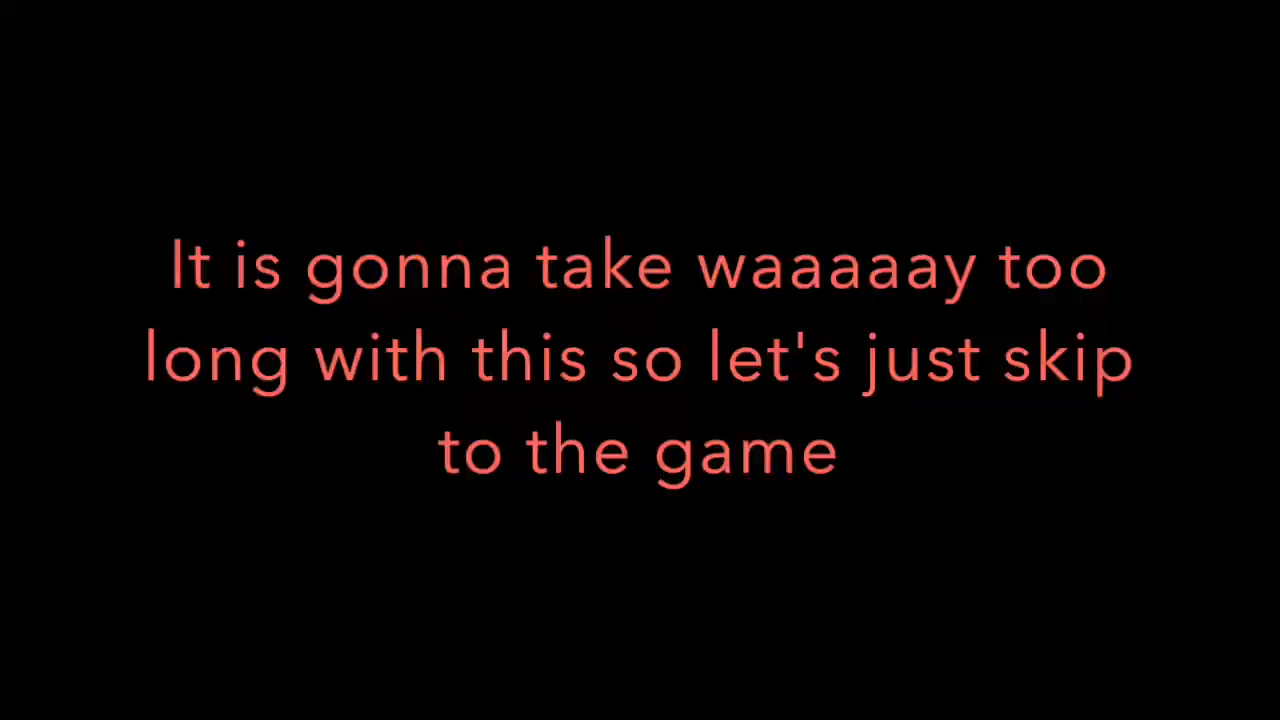 It is gonna take waaaaay too
long with this so let's just skip
to the game